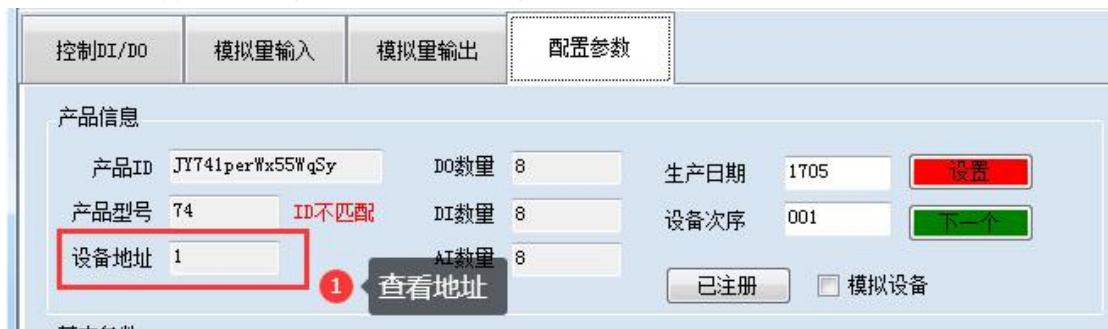 控制DI/DO 模拟量输入 模拟量输出 配置参数
产品信息
产品ID JY741perWx55WqSy DO数量 8 生产日期 1705 设置
产品型号 74 ID不匹配 DI数量 8 设备次序 001 下一个
设备地址 1 AI数量 8
1 查看地址 已注册 模拟设备